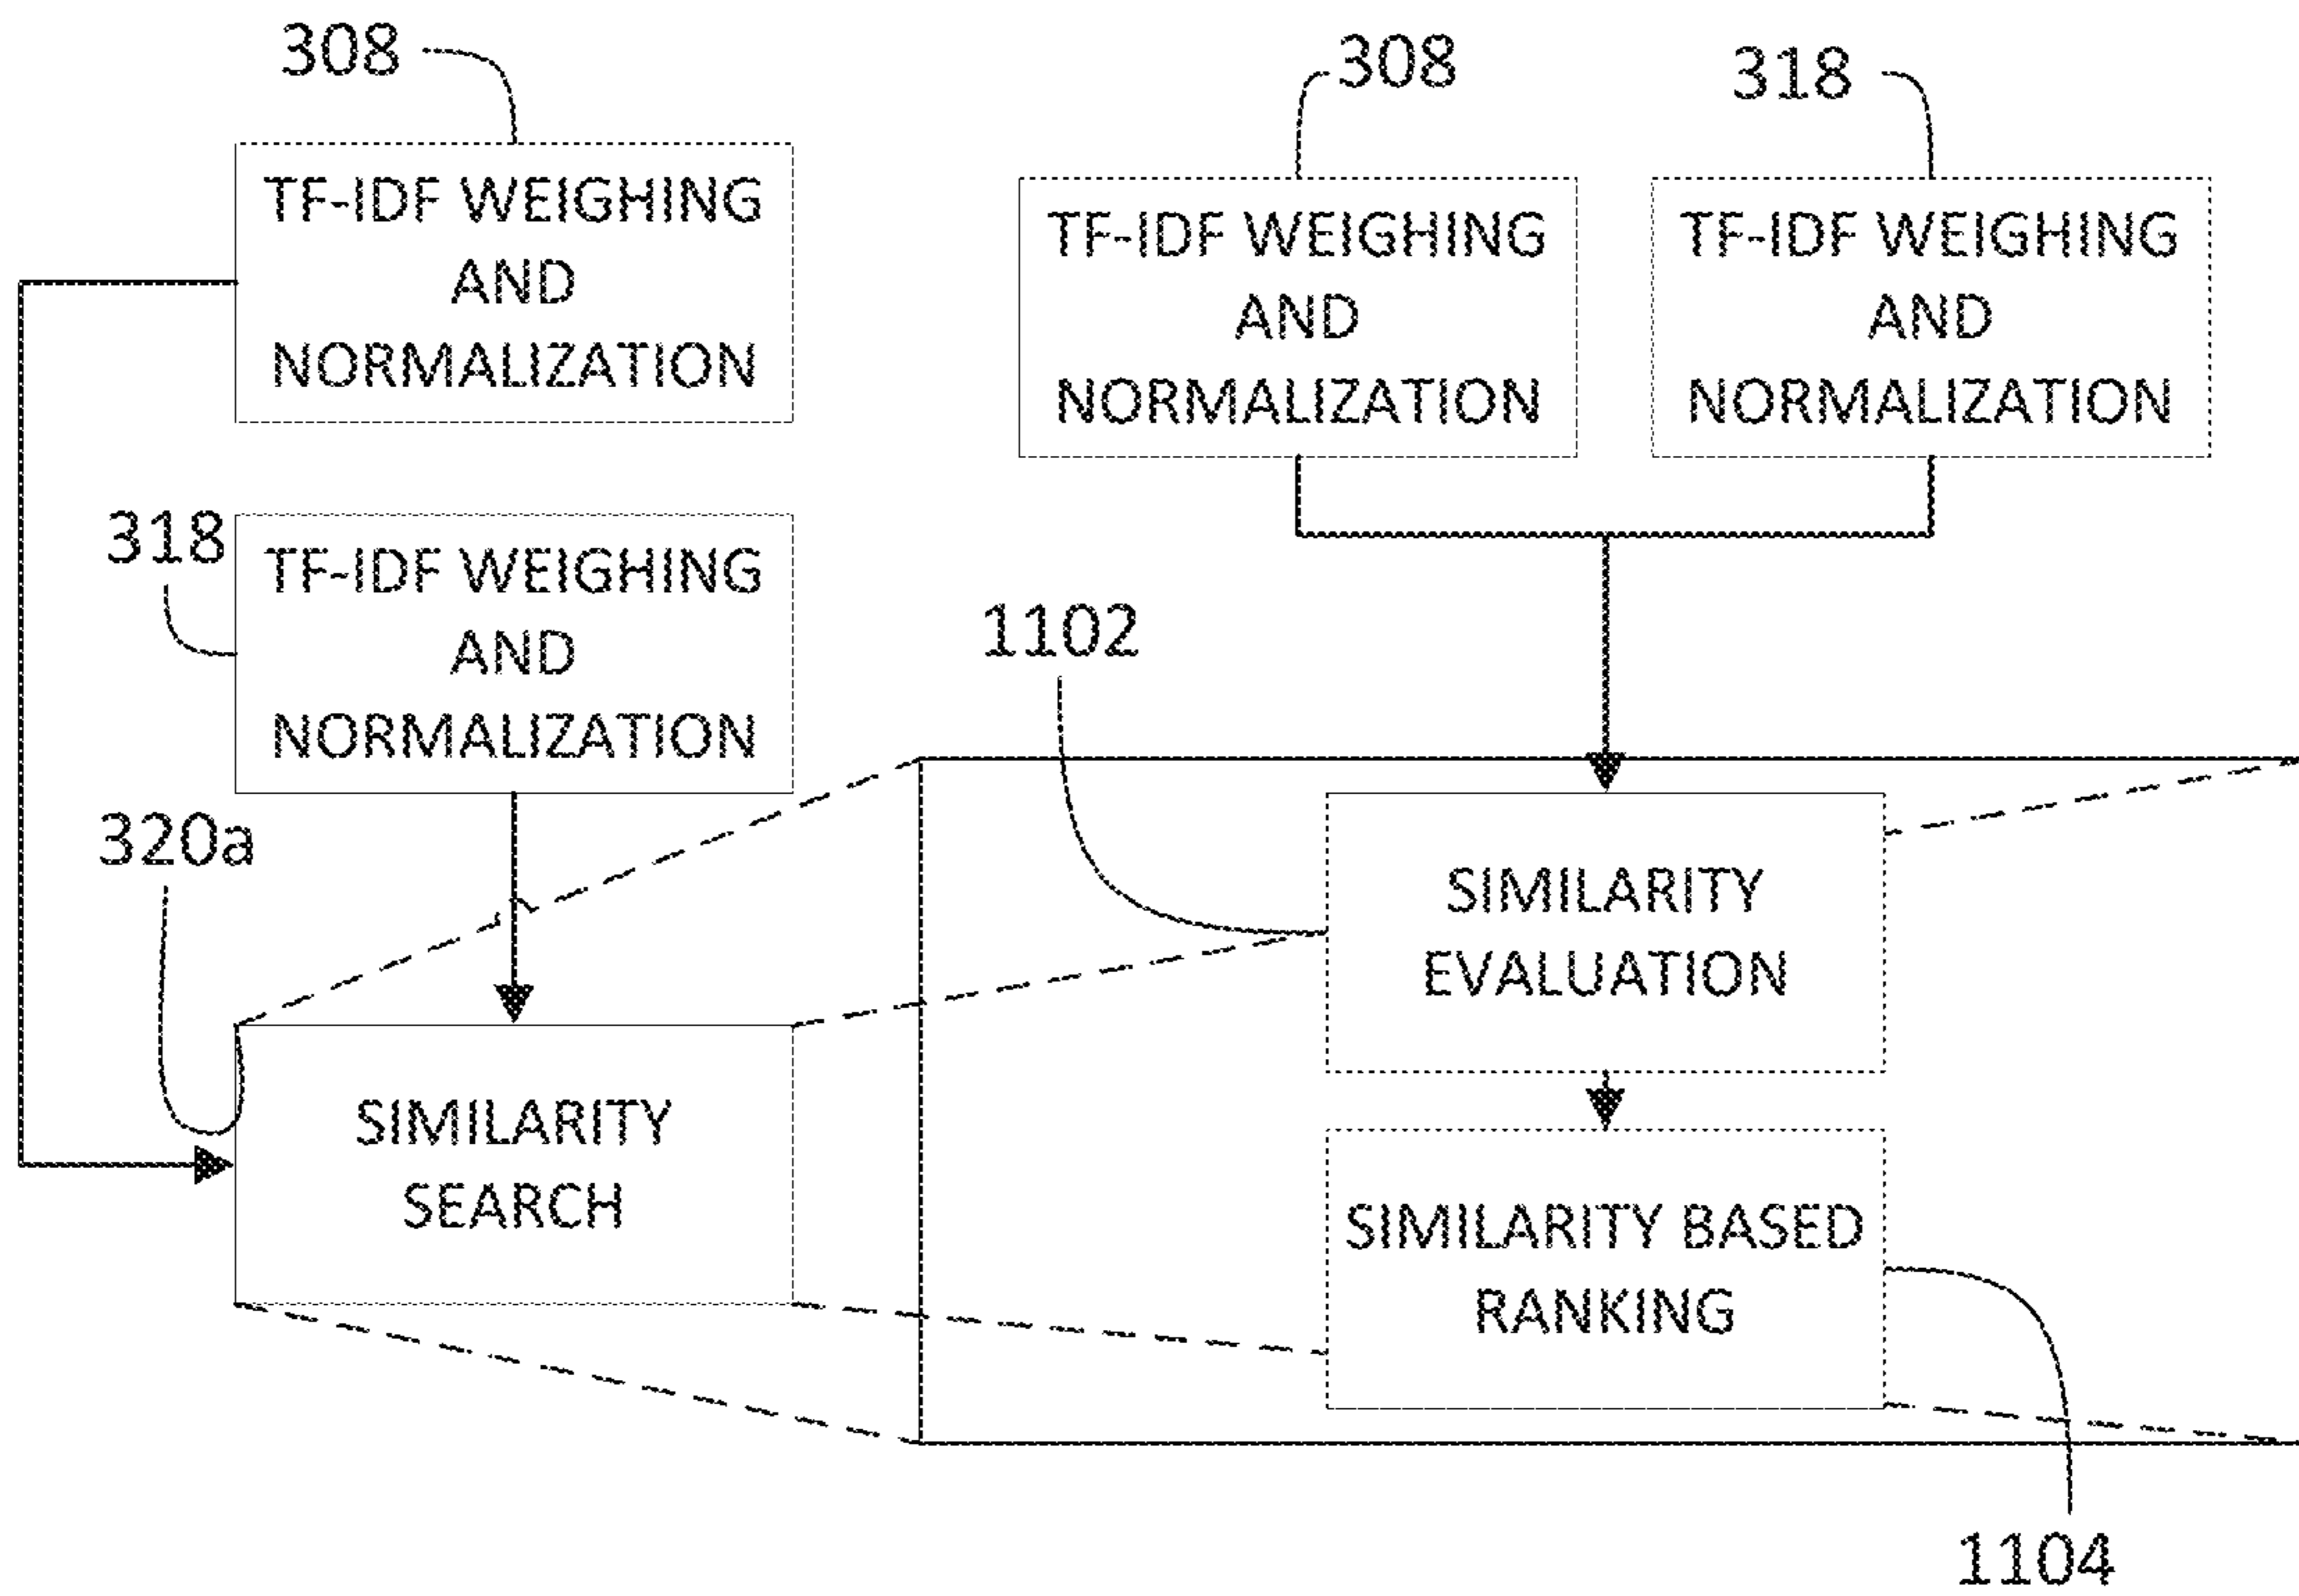 308
TF-IDF WEIGHING
AND
NORMALIZATION
318
TF-IDF WEIGHING
AND
NORMALIZATION
320a
SIMILARITY
SEARCH
308
TF-IDF WEIGHING
AND
NORMALIZATION
318
TF-IDF WEIGHING
AND
NORMALIZATION
1102
SIMILARITY
EVALUATION
SIMILARITY BASED
RANKING
1104